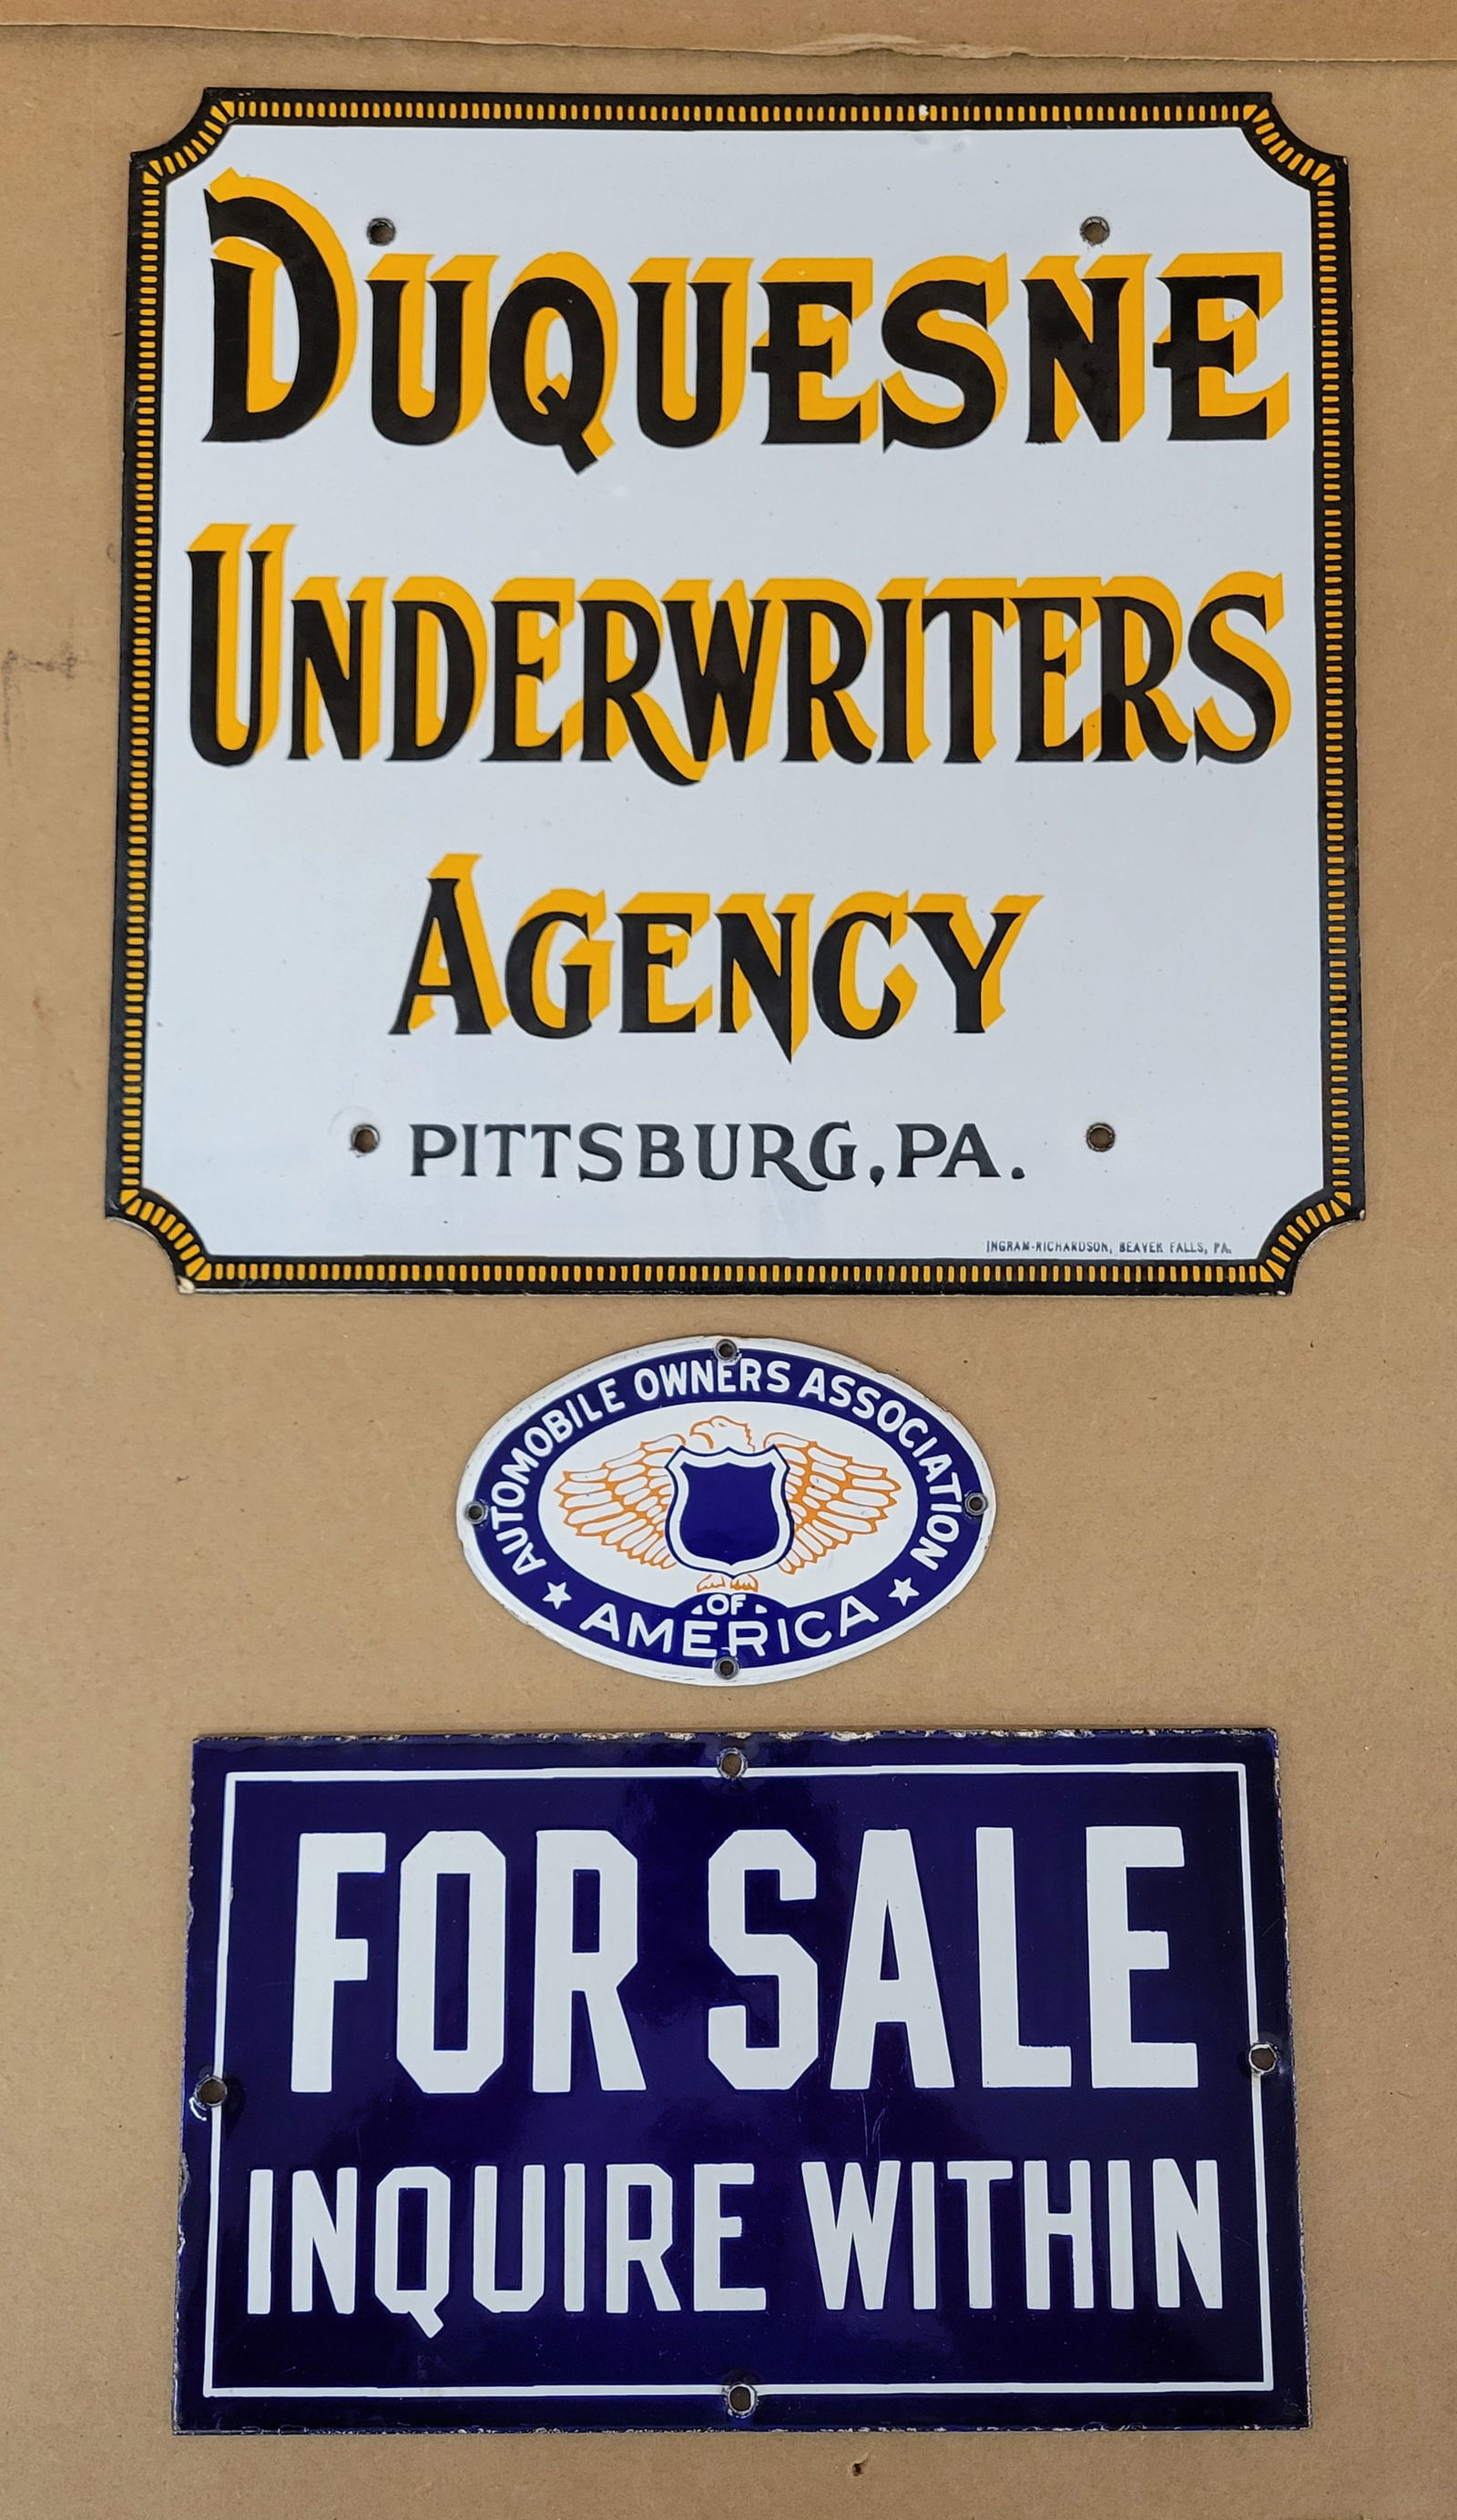 DUQUESNE
UNDERWRITERS
AGENCY
PITTSBURG, PA.
INGRAM-RICHARDSON, BEAVER FALLS, PA.
AUTOMOBILE OWNERS ASSOCIATION
OF
AMERICA
FOR SALE
INQUIRE WITHIN